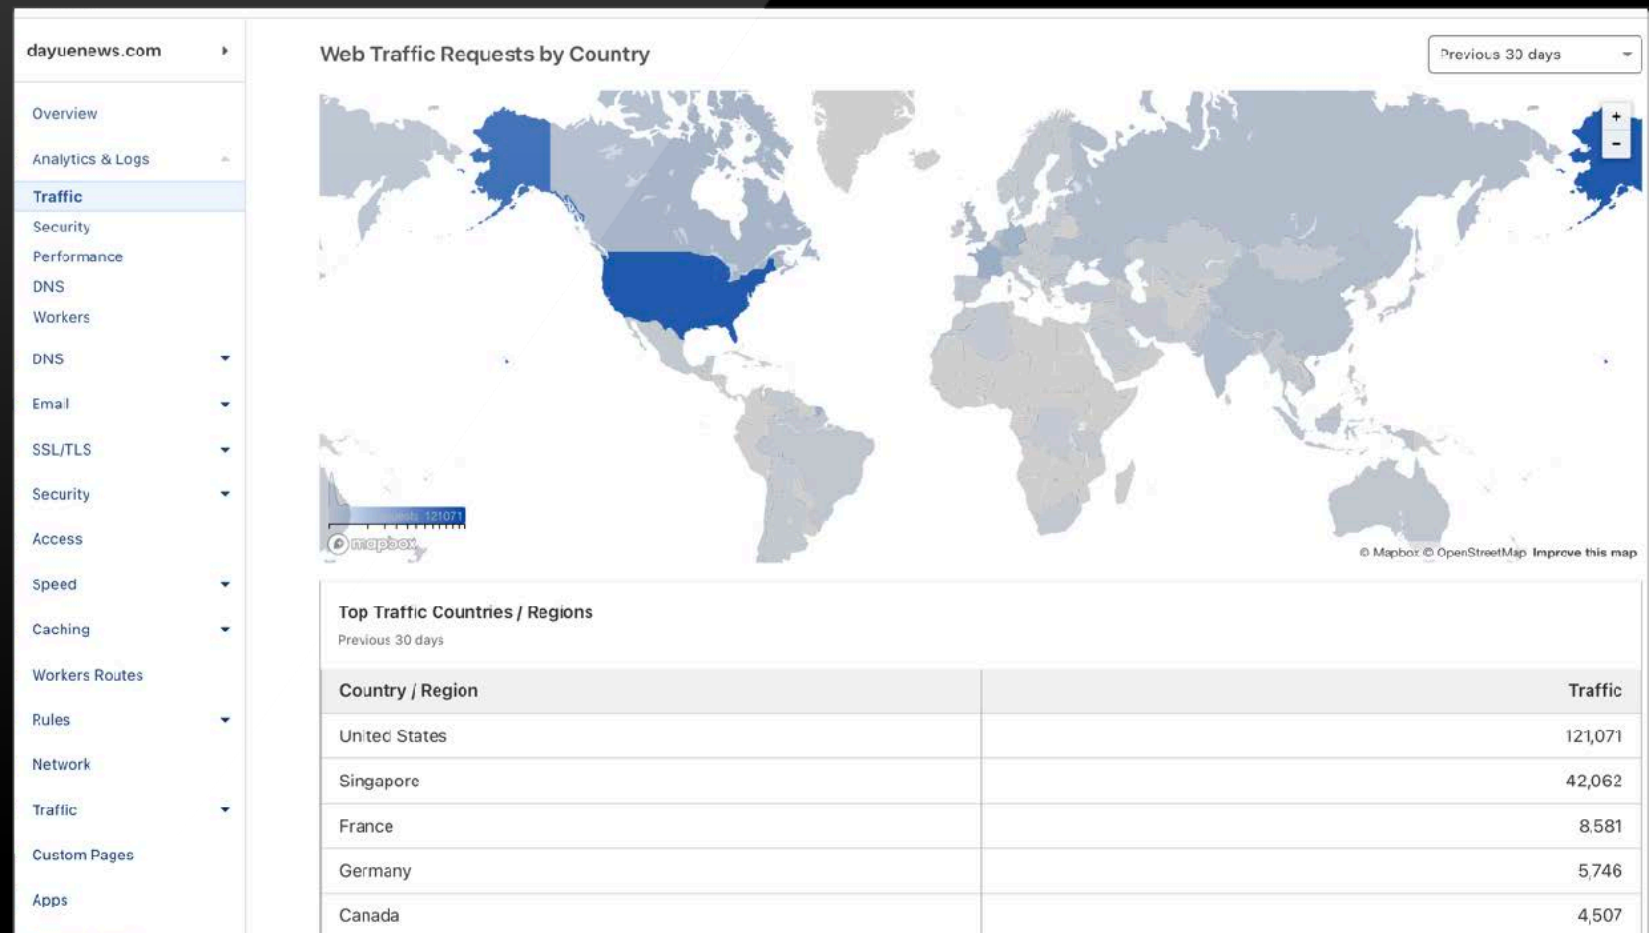 dayuenews.com
Overview
Analytics & Logs
Traffic
Security
Performance
DNS
Workers
DNS
Email
SSL/TLS
Security
Access
Speed
Caching
Workers Routes
Rules
Network
Traffic
Custom Pages
Apps
Web Traffic Requests by Country
Previous 30 days
+
-
121071
mapbox
© Mapbox © OpenStreetMap Improve this map
Top Traffic Countries / Regions
Previous 30 days
Country / Region Traffic
United States 121,071
Singapore 42,062
France 8,581
Germany 5,746
Canada 4,507